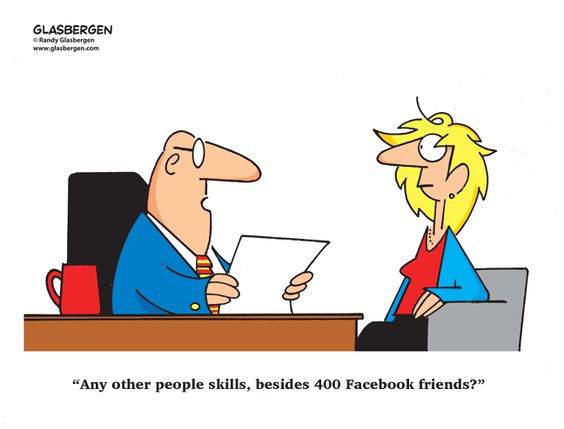 GLASBERGEN
© Randy Glasbergen
www.glasbergen.com
“Any other people skills, besides 400 Facebook friends?”